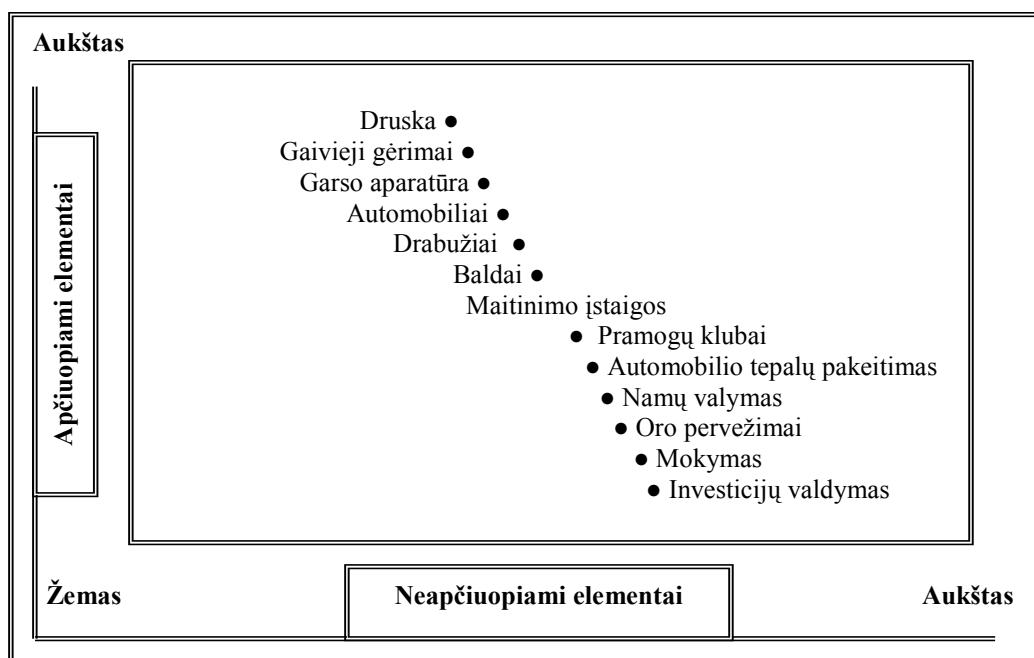 Aukštas
Druska ●
Gaivieji gėrimai ●
Garso aparatūra ●
Automobiliai ●
Drabužiai ●
Baldai ●
Maitinimo įstaigos
● Pramogų klubai
● Automobilio tepalų pakeitimas
● Namų valymas
● Oro pervežimai
● Mokymas
● Investicijų valdymas
Apčiuopiami elementai
Žemas
Neapčiuopiami elementai
Aukštas